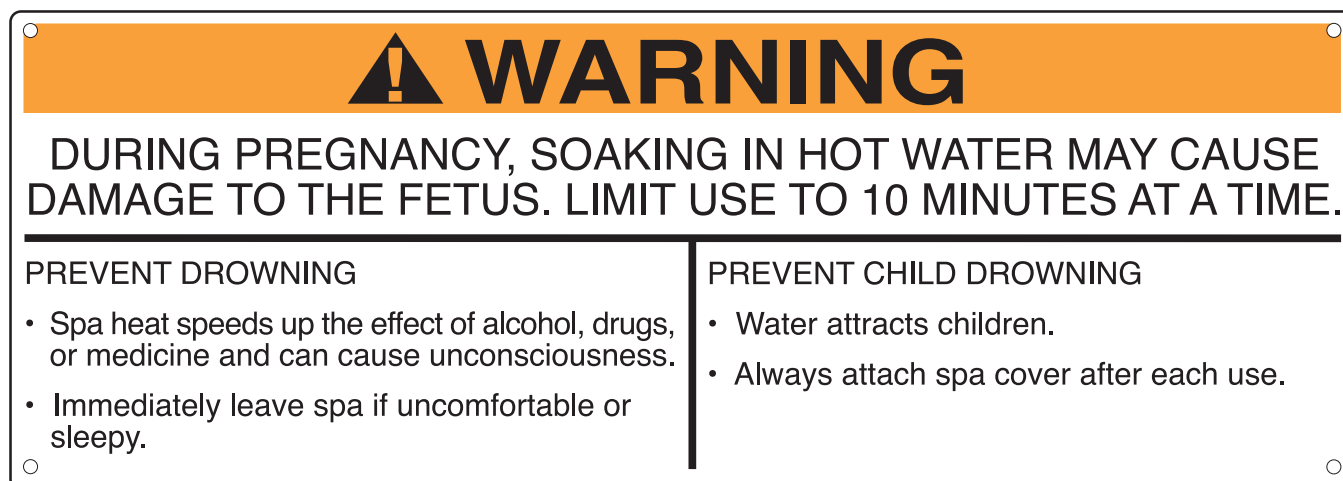 WARNING
DURING PREGNANCY, SOAKING IN HOT WATER MAY CAUSE
DAMAGE TO THE FETUS. LIMIT USE TO 10 MINUTES AT A TIME.
PREVENT DROWNING
• Spa heat speeds up the effect of alcohol, drugs,
or medicine and can cause unconsciousness.
• Immediately leave spa if uncomfortable or
sleepy.
PREVENT CHILD DROWNING
• Water attracts children.
• Always attach spa cover after each use.